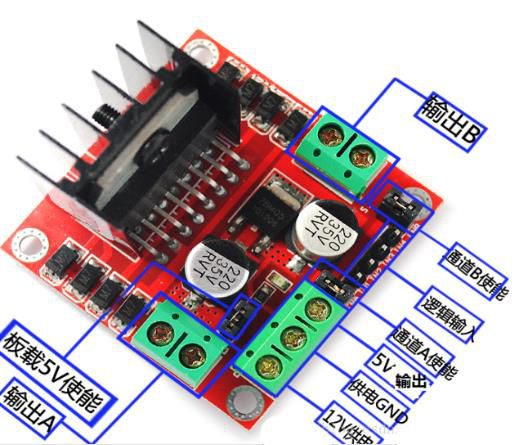 输出B
通道B使能
逻辑输入
通道A使能
5V 输出
供电GND
12V供电
板载5V使能
输出A
220
35V
RVT
220
35V
RVT